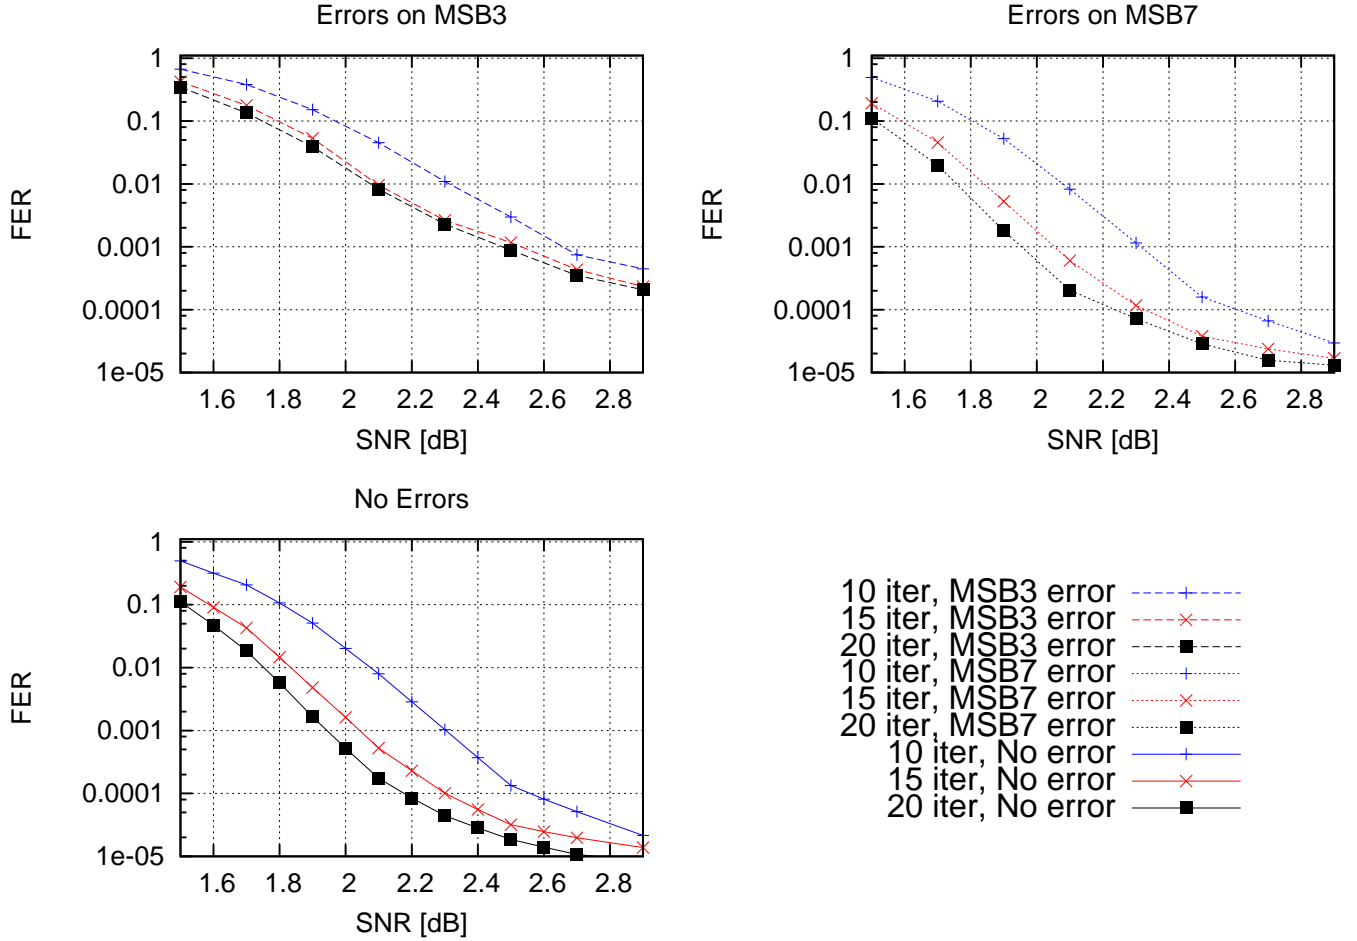 Errors on MSB3
1
0.1
0.01
0.001
0.0001
1e-05
FER
1.6 1.8 2 2.2 2.4 2.6 2.8
SNR [dB]
Errors on MSB7
1
0.1
0.01
0.001
0.0001
1e-05
FER
1.6 1.8 2 2.2 2.4 2.6 2.8
SNR [dB]
No Errors
1
0.1
0.01
0.001
0.0001
1e-05
FER
1.6 1.8 2 2.2 2.4 2.6 2.8
SNR [dB]
10 iter, MSB3 error
15 iter, MSB3 error
20 iter, MSB3 error
10 iter, MSB7 error
15 iter, MSB7 error
20 iter, MSB7 error
10 iter, No error
15 iter, No error
20 iter, No error